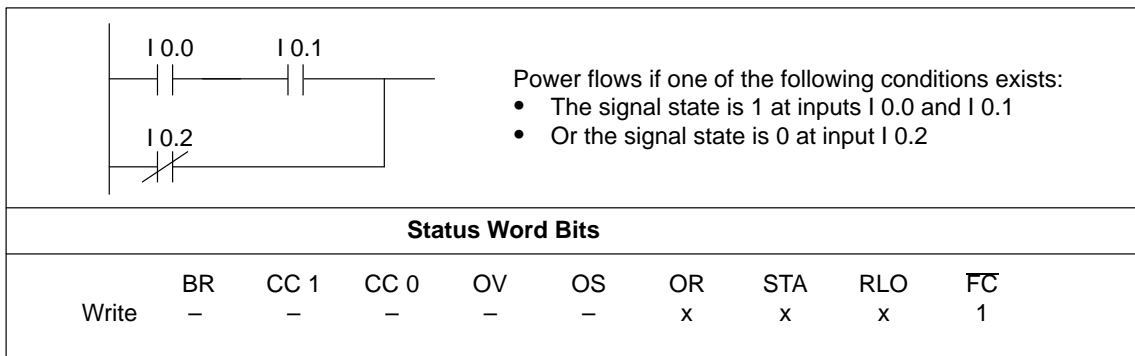 I 0.0 I 0.1
I 0.2
Power flows if one of the following conditions exists:
• The signal state is 1 at inputs I 0.0 and I 0.1
• Or the signal state is 0 at input I 0.2
Status Word Bits
BR CC 1 CC 0 OV OS OR STA RLO F̅C̅
Write – – – – – x x x 1